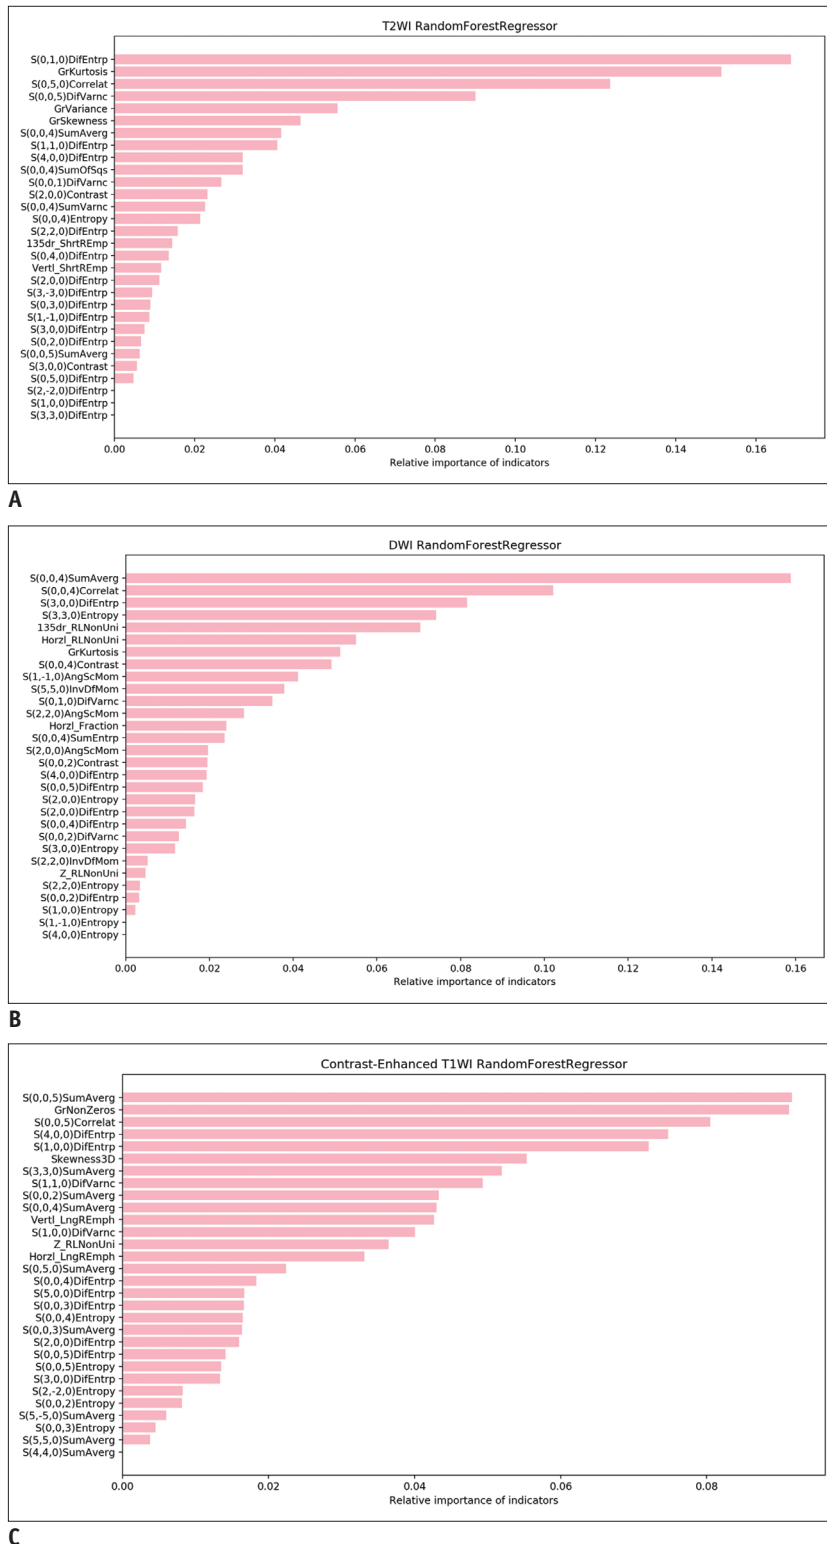 T2WI RandomForestRegressor
S(0,1,0)DifEntrp
GrKurtosis
S(0,5,0)Correlat
S(0,0,5)DifVarnc
GrVariance
GrSkewness
S(0,0,4)SumAverg
S(1,1,0)DifEntrp
S(4,0,0)DifEntrp
S(0,0,4)SumOfSqs
S(0,0,1)DifVarnc
S(2,0,0)Contrast
S(0,0,4)SumVarnc
S(0,0,4)Entropy
S(2,2,0)DifEntrp
135dr_ShrtREmp
S(0,4,0)DifEntrp
Vertl_ShrtREmp
S(2,0,0)DifEntrp
S(3,-3,0)DifEntrp
S(0,3,0)DifEntrp
S(1,-1,0)DifEntrp
S(3,0,0)DifEntrp
S(0,2,0)DifEntrp
S(0,0,5)SumAverg
S(3,0,0)Contrast
S(0,5,0)DifEntrp
S(2,-2,0)DifEntrp
S(1,0,0)DifEntrp
S(3,3,0)DifEntrp
0.00 0.02 0.04 0.06 0.08 0.10 0.12 0.14 0.16
Relative importance of indicators
A
DWI RandomForestRegressor
S(0,0,4)SumAverg
S(0,0,4)Correlat
S(3,0,0)DifEntrp
S(3,3,0)Entropy
135dr_RLNonUni
Horzl_RLNonUni
GrKurtosis
S(0,0,4)Contrast
S(1,-1,0)AngScMom
S(5,5,0)InvDfMom
S(0,1,0)DifVarnc
S(2,2,0)AngScMom
Horzl_Fraction
S(0,0,4)SumEntrp
S(2,0,0)AngScMom
S(0,0,2)Contrast
S(4,0,0)DifEntrp
S(0,0,5)DifEntrp
S(2,0,0)Entropy
S(2,0,0)DifEntrp
S(0,0,4)DifEntrp
S(0,0,2)DifVarnc
S(3,0,0)Entropy
S(2,2,0)InvDfMom
Z_RLNonUni
S(2,2,0)Entropy
S(0,0,2)DifEntrp
S(1,0,0)Entropy
S(1,-1,0)Entropy
S(4,0,0)Entropy
0.00 0.02 0.04 0.06 0.08 0.10 0.12 0.14 0.16
Relative importance of indicators
B
Contrast-Enhanced T1WI RandomForestRegressor
S(0,0,5)SumAverg
GrNonZeros
S(0,0,5)Correlat
S(4,0,0)DifEntrp
S(1,0,0)DifEntrp
Skewness3D
S(3,3,0)SumAverg
S(1,1,0)DifVarnc
S(0,0,2)SumAverg
S(0,0,4)SumAverg
Vertl_LngREmph
S(1,0,0)DifVarnc
Z_RLNonUni
Horzl_LngREmph
S(0,5,0)SumAverg
S(0,0,4)DifEntrp
S(5,0,0)DifEntrp
S(0,0,3)DifEntrp
S(0,0,4)Entropy
S(0,0,3)SumAverg
S(2,0,0)DifEntrp
S(0,0,5)DifEntrp
S(0,0,5)Entropy
S(3,0,0)DifEntrp
S(2,-2,0)Entropy
S(0,0,2)Entropy
S(5,-5,0)SumAverg
S(0,0,3)Entropy
S(5,5,0)SumAverg
S(4,4,0)SumAverg
0.00 0.02 0.04 0.06 0.08
Relative importance of indicators
C